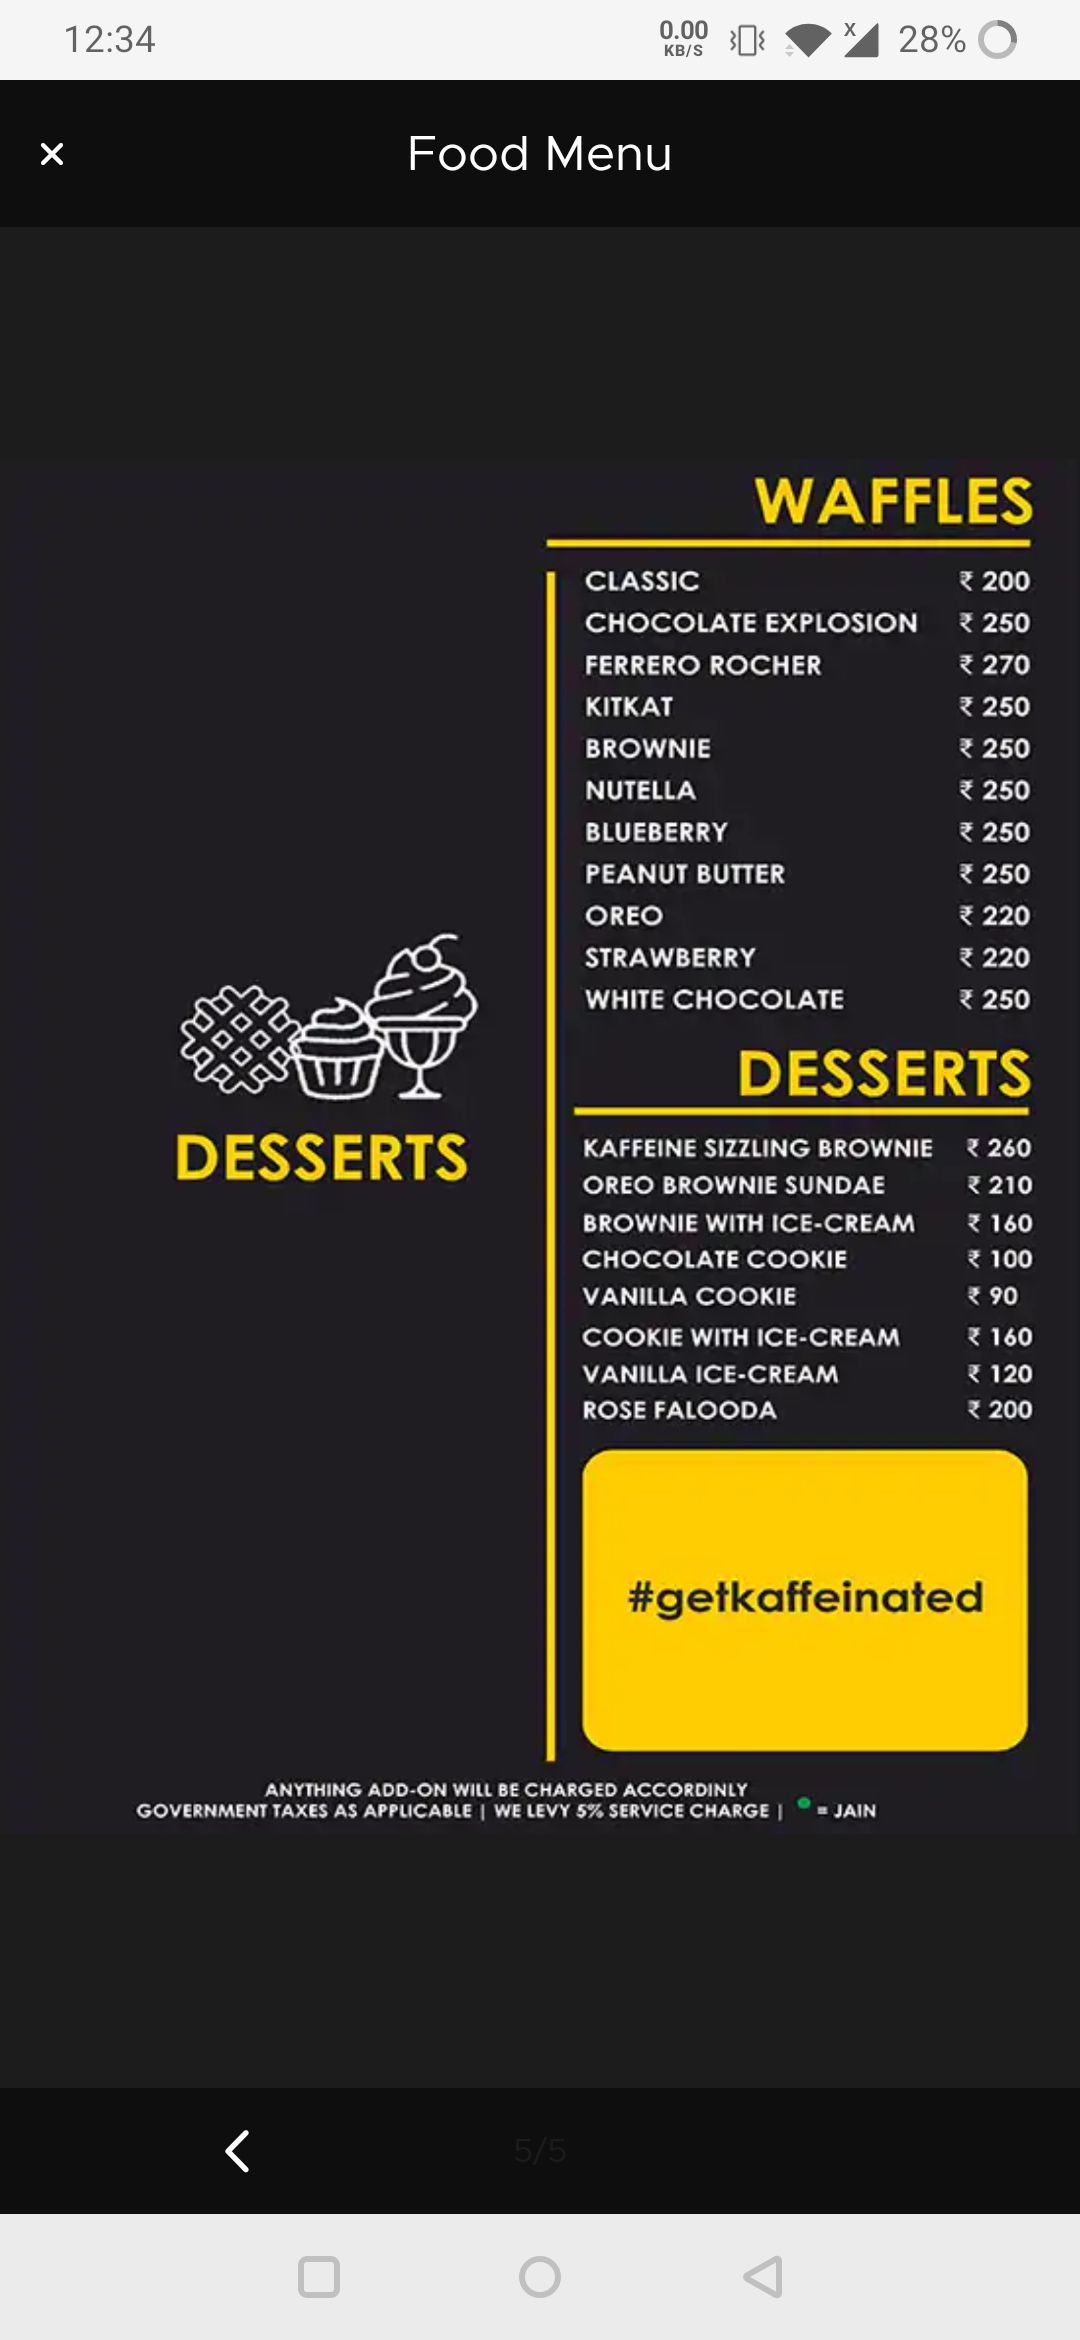 12:34
0.00
KB/S
X
28%
Food Menu
WAFFLES
CLASSIC ₹ 200
CHOCOLATE EXPLOSION ₹ 250
FERRERO ROCHER ₹ 270
KITKAT ₹ 250
BROWNIE ₹ 250
NUTELLA ₹ 250
BLUEBERRY ₹ 250
PEANUT BUTTER ₹ 250
OREO ₹ 220
STRAWBERRY ₹ 220
WHITE CHOCOLATE ₹ 250
DESSERTS
DESSERTS
KAFFEINE SIZZLING BROWNIE ₹ 260
OREO BROWNIE SUNDAE ₹ 210
BROWNIE WITH ICE-CREAM ₹ 160
CHOCOLATE COOKIE ₹ 100
VANILLA COOKIE ₹ 90
COOKIE WITH ICE-CREAM ₹ 160
VANILLA ICE-CREAM ₹ 120
ROSE FALOODA ₹ 200
#getkaffeinated
ANYTHING ADD-ON WILL BE CHARGED ACCORDINLY
GOVERNMENT TAXES AS APPLICABLE | WE LEVY 5% SERVICE CHARGE | = JAIN
5/5